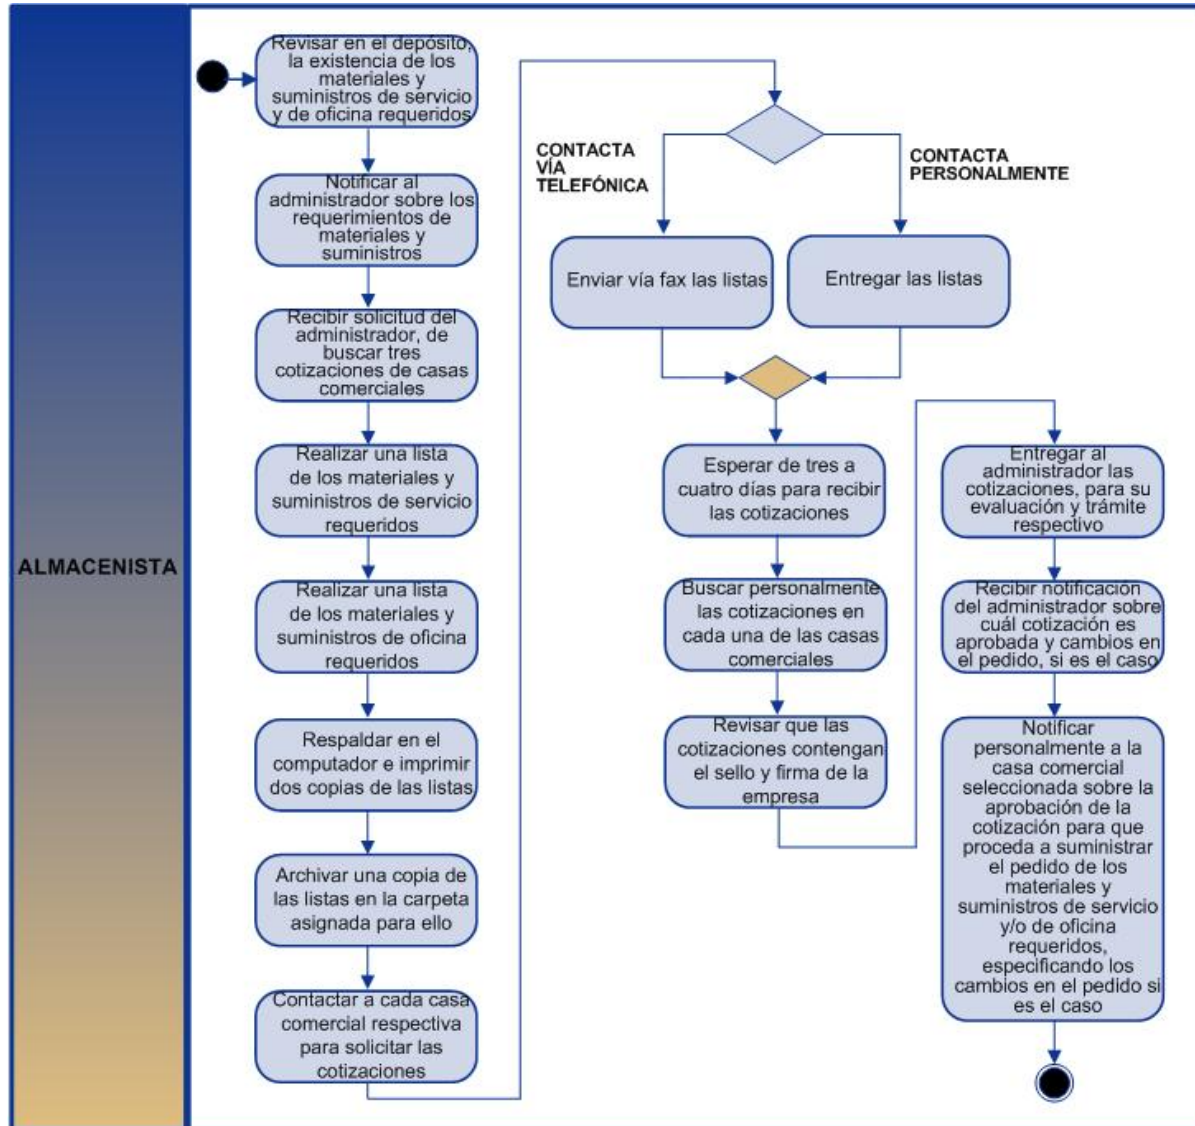 ALMACENISTA
Revisar en el depósito,
la existencia de los
materiales y
suministros de servicio
y de oficina requeridos
Notificar al
administrador sobre los
requerimientos de
materiales y
suministros
Recibir solicitud del
administrador, de
buscar tres
cotizaciones de casas
comerciales
Realizar una lista
de los materiales y
suministros de servicio
requeridos
Realizar una lista
de los materiales y
suministros de oficina
requeridos
Respaldar en el
computador e imprimir
dos copias de las listas
Archivar una copia de
las listas en la carpeta
asignada para ello
Contactar a cada casa
comercial respectiva
para solicitar las
cotizaciones
CONTACTA
VÍA
TELEFÓNICA
CONTACTA
PERSONALMENTE
Enviar vía fax las listas
Entregar las listas
Esperar de tres a
cuatro días para recibir
las cotizaciones
Buscar personalmente
las cotizaciones en
cada una de las casas
comerciales
Revisar que las
cotizaciones contengan
el sello y firma de la
empresa
Entregar al
administrador las
cotizaciones, para su
evaluación y trámite
respectivo
Recibir notificación
del administrador sobre
cuál cotización es
aprobada y cambios en
el pedido, si es el caso
Notificar
personalmente a la
casa comercial
seleccionada sobre la
aprobación de la
cotización para que
proceda a suministrar
el pedido de los
materiales y
suministros de servicio
y/o de oficina
requeridos,
especificando los
cambios en el pedido si
es el caso